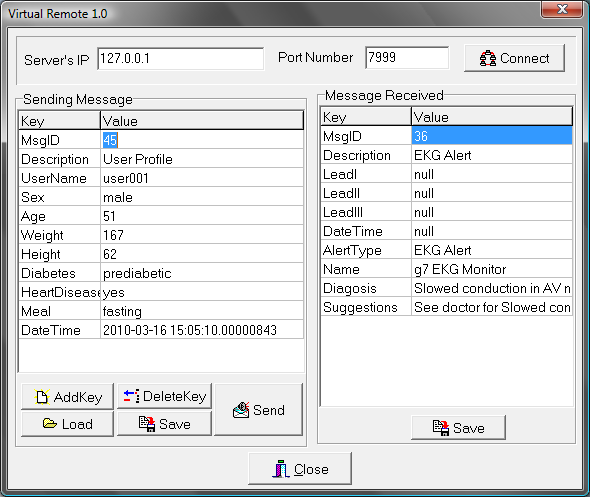 Virtual Remote 1.0
Server's IP 127.0.0.1 Port Number 7999 Connect
Sending Message
Key Value
MsgID 45
Description User Profile
UserName user001
Sex male
Age 51
Weight 167
Height 62
Diabetes prediabetic
HeartDisease yes
Meal fasting
DateTime 2010-03-16 15:05:10.00000843
AddKey DeleteKey Send
Load Save
Message Received
Key Value
MsgID 36
Description EKG Alert
LeadI null
LeadII null
LeadIII null
DateTime null
AlertType EKG Alert
Name g7 EKG Monitor
Diagosis Slowed conduction in AV n
Suggestions See doctor for Slowed con
Save
Close